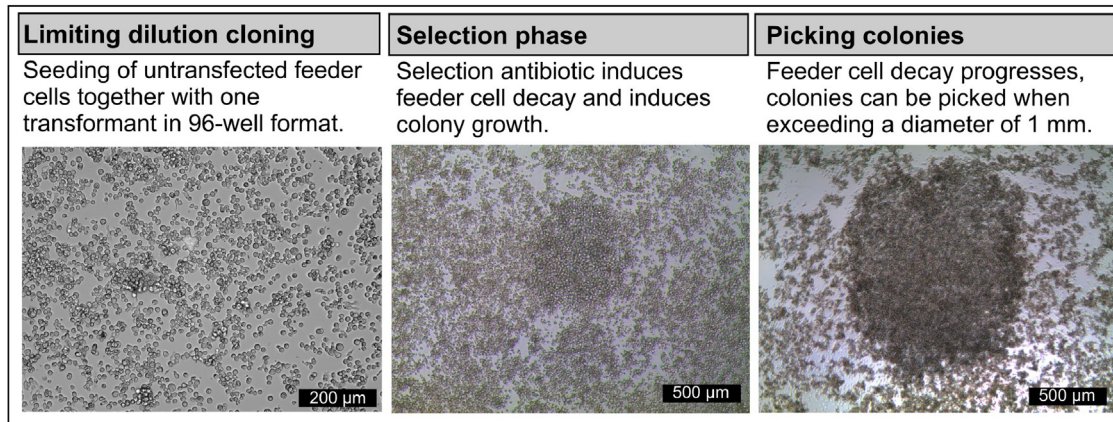 Limiting dilution cloning
Seeding of untransfected feeder
cells together with one
transformant in 96-well format.
200 µm
Selection phase
Selection antibiotic induces
feeder cell decay and induces
colony growth.
500 µm
Picking colonies
Feeder cell decay progresses,
colonies can be picked when
exceeding a diameter of 1 mm.
500 µm